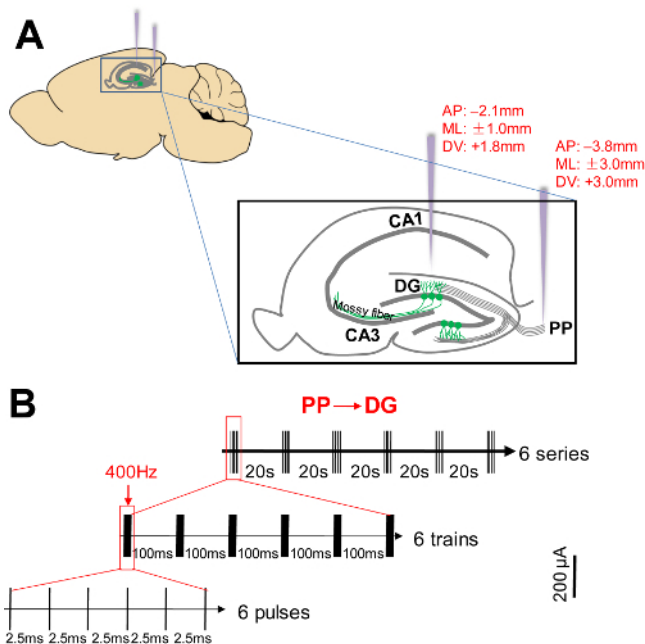 A
AP: –2.1mm
ML: ±1.0mm
DV: +1.8mm
AP: –3.8mm
ML: ±3.0mm
DV: +3.0mm
CA1
DG
Mossy fiber
CA3
PP
B
PP→DG
6 series
20s 20s 20s 20s 20s
400Hz
6 trains
100ms 100ms 100ms 100ms 100ms
200 µA
6 pulses
2.5ms 2.5ms 2.5ms 2.5ms 2.5ms